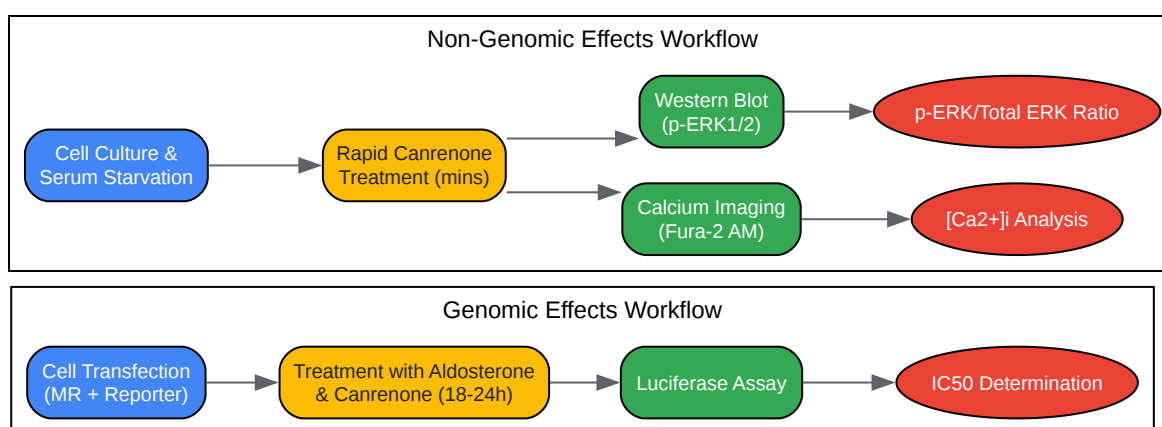 Non-Genomic Effects Workflow
Cell Culture &
Serum Starvation
Rapid Canrenone
Treatment (mins)
Western Blot
(p-ERK1/2)
p-ERK/Total ERK Ratio
Calcium Imaging
(Fura-2 AM)
[Ca2+]i Analysis
Genomic Effects Workflow
Cell Transfection
(MR + Reporter)
Treatment with Aldosterone
& Canrenone (18-24h)
Luciferase Assay
IC50 Determination